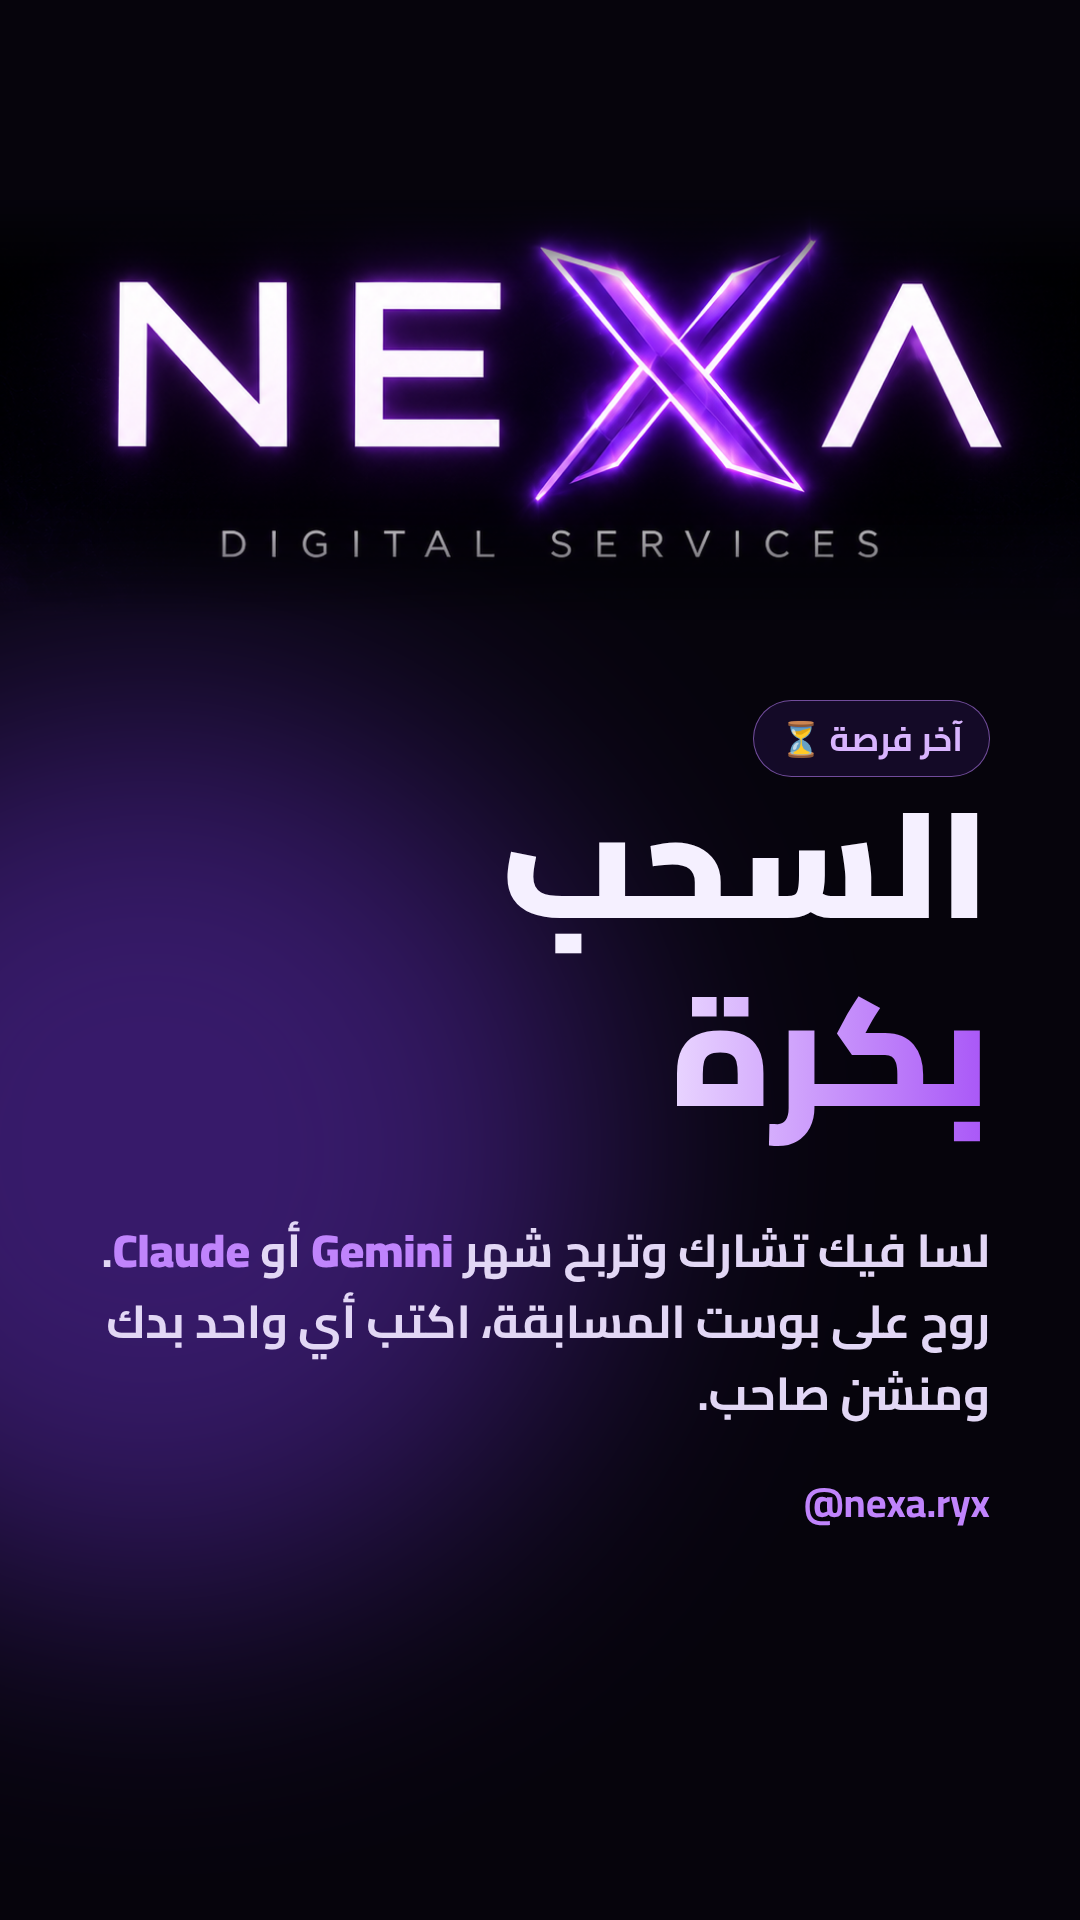 NEXA
DIGITAL SERVICES
آخر فرصة ⏳
السحب
بكرة
لسا فيك تشارك وتربح شهر Gemini أو Claude.
روح على بوست المسابقة، اكتب أي واحد بدك
ومنشن صاحب.
@nexa.ryx